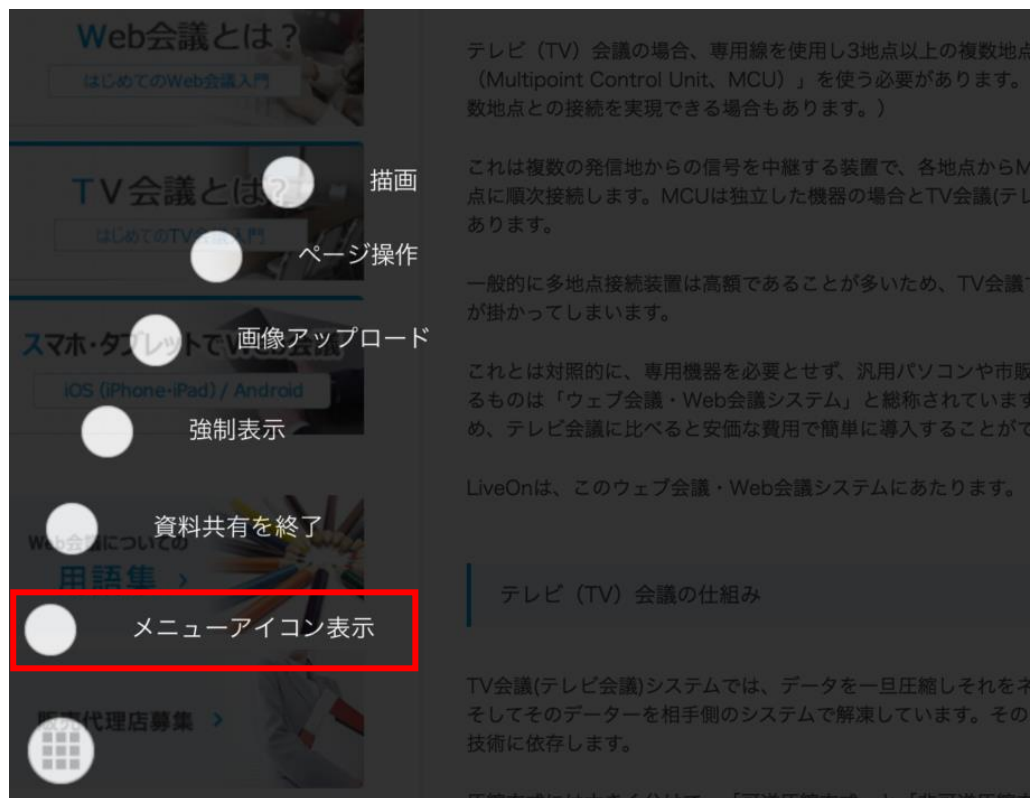 Web会議とは？
はじめてのWeb会議入門
TV会議とは？
はじめてのTV会議入門
スマホ・タブレットでWeb会議
iOS (iPhone・iPad) / Android
Web会議についての
用語集 ›
販売代理店募集 ›
描画
ページ操作
画像アップロード
強制表示
資料共有を終了
メニューアイコン表示
テレビ（TV）会議の場合、専用線を使用し3地点以上の複数地点
（Multipoint Control Unit、MCU）」を使う必要があります。
数地点との接続を実現できる場合もあります。）
これは複数の発信地からの信号を中継する装置で、各地点からM
点に順次接続します。MCUは独立した機器の場合とTV会議(テレ
あります。
一般的に多地点接続装置は高額であることが多いため、TV会議で
が掛かってしまいます。
これとは対照的に、専用機器を必要とせず、汎用パソコンや市販
るものは「ウェブ会議・Web会議システム」と総称されています
め、テレビ会議に比べると安価な費用で簡単に導入することがで
LiveOnは、このウェブ会議・Web会議システムにあたります。
テレビ（TV）会議の仕組み
TV会議(テレビ会議)システムでは、データを一旦圧縮しそれをネ
そしてそのデーターを相手側のシステムで解凍しています。その
技術に依存します。